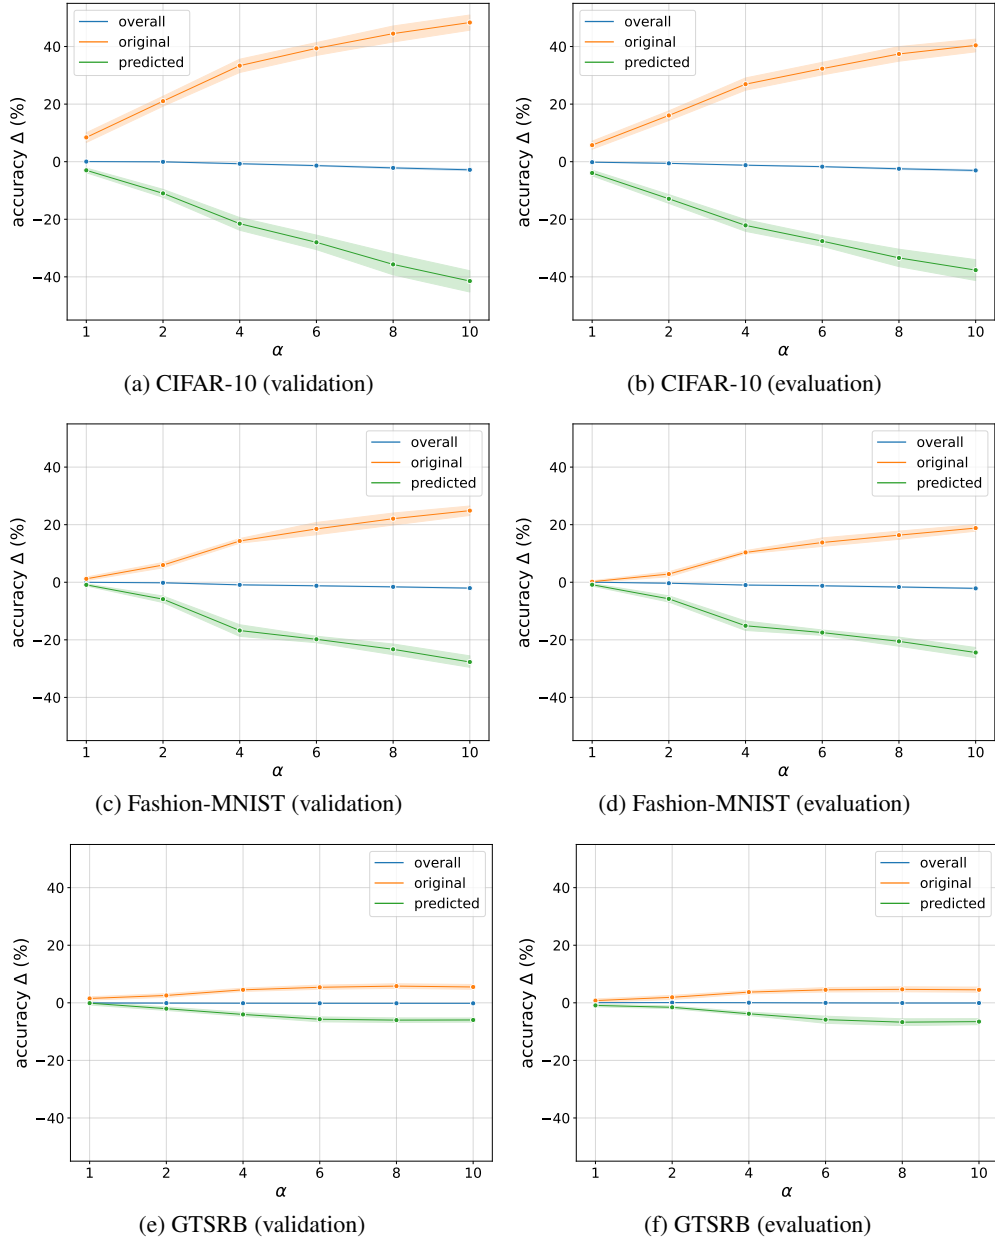 overall
original
predicted
accuracy Δ (%)
40
20
0
−20
−40
1 2 4 6 8 10
α
(a) CIFAR-10 (validation)
overall
original
predicted
accuracy Δ (%)
40
20
0
−20
−40
1 2 4 6 8 10
α
(b) CIFAR-10 (evaluation)
overall
original
predicted
accuracy Δ (%)
40
20
0
−20
−40
1 2 4 6 8 10
α
(c) Fashion-MNIST (validation)
overall
original
predicted
accuracy Δ (%)
40
20
0
−20
−40
1 2 4 6 8 10
α
(d) Fashion-MNIST (evaluation)
overall
original
predicted
accuracy Δ (%)
40
20
0
−20
−40
1 2 4 6 8 10
α
(e) GTSRB (validation)
overall
original
predicted
accuracy Δ (%)
40
20
0
−20
−40
1 2 4 6 8 10
α
(f) GTSRB (evaluation)